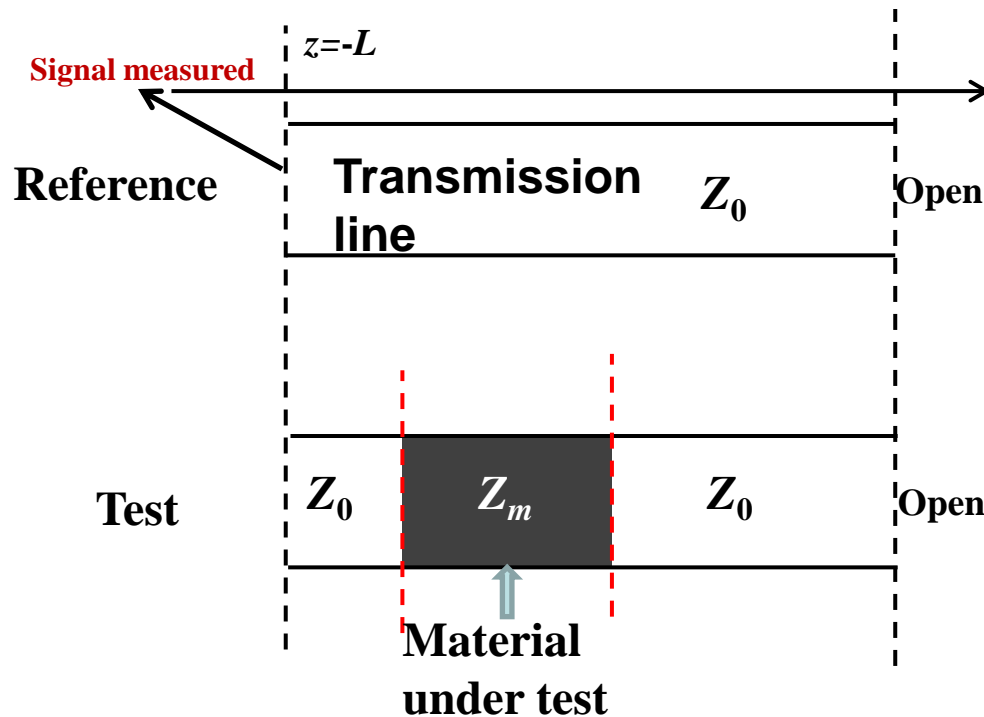 z=-L
Signal measured
Reference
Transmission
line
Z₀
Open
Test
Z₀
Zₘ
Z₀
Open
Material
under test